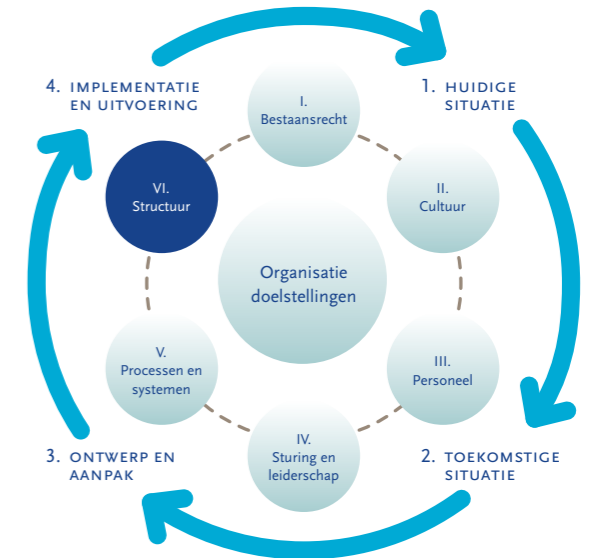 4. IMPLEMENTATIE
EN UITVOERING
1. HUIDIGE
SITUATIE
I.
Bestaansrecht
VI.
Structuur
II.
Cultuur
Organisatie
doelstellingen
V.
Processen en
systemen
III.
Personeel
IV.
Sturing en
leiderschap
3. ONTWERP EN
AANPAK
2. TOEKOMSTIGE
SITUATIE